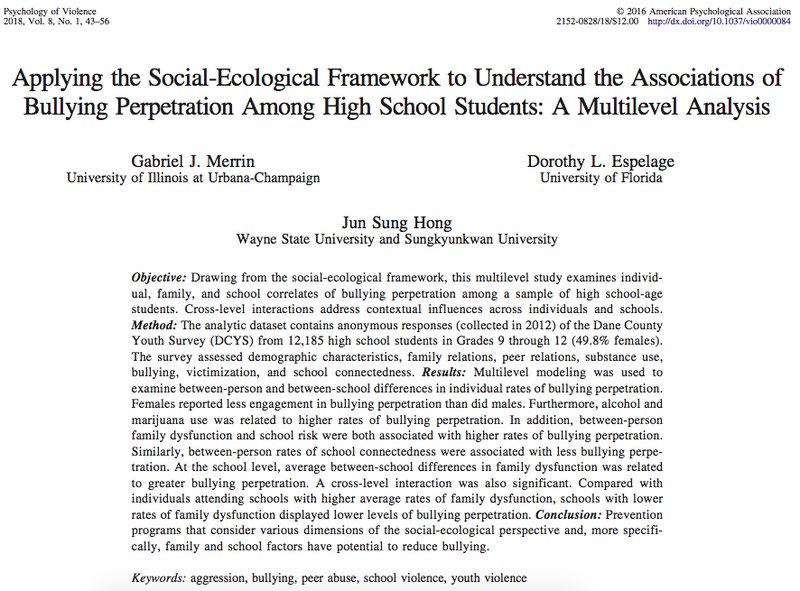 Psychology of Violence
2018, Vol. 8, No. 1, 43–56
© 2016 American Psychological Association
2152-0828/18/$12.00 http://dx.doi.org/10.1037/vio0000084
Applying the Social-Ecological Framework to Understand the Associations of
Bullying Perpetration Among High School Students: A Multilevel Analysis
Gabriel J. Merrin
University of Illinois at Urbana-Champaign
Dorothy L. Espelage
University of Florida
Jun Sung Hong
Wayne State University and Sungkyunkwan University
Objective: Drawing from the social-ecological framework, this multilevel study examines individ-
ual, family, and school correlates of bullying perpetration among a sample of high school-age
students. Cross-level interactions address contextual influences across individuals and schools.
Method: The analytic dataset contains anonymous responses (collected in 2012) of the Dane County
Youth Survey (DCYS) from 12,185 high school students in Grades 9 through 12 (49.8% females).
The survey assessed demographic characteristics, family relations, peer relations, substance use,
bullying, victimization, and school connectedness. Results: Multilevel modeling was used to
examine between-person and between-school differences in individual rates of bullying perpetration.
Females reported less engagement in bullying perpetration than did males. Furthermore, alcohol and
marijuana use was related to higher rates of bullying perpetration. In addition, between-person
family dysfunction and school risk were both associated with higher rates of bullying perpetration.
Similarly, between-person rates of school connectedness were associated with less bullying perpe-
tration. At the school level, average between-school differences in family dysfunction was related
to greater bullying perpetration. A cross-level interaction was also significant. Compared with
individuals attending schools with higher average rates of family dysfunction, schools with lower
rates of family dysfunction displayed lower levels of bullying perpetration. Conclusion: Prevention
programs that consider various dimensions of the social-ecological perspective and, more specifi-
cally, family and school factors have potential to reduce bullying.
Keywords: aggression, bullying, peer abuse, school violence, youth violence